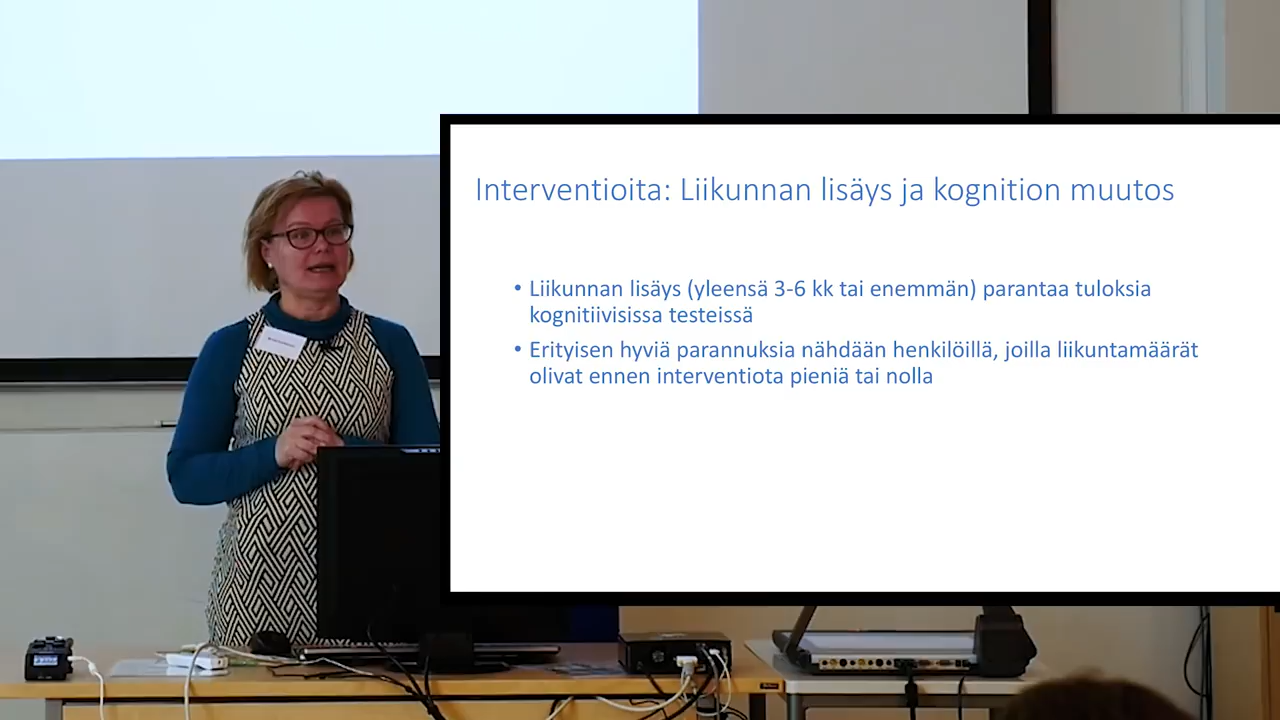 Interventioita: Liikunnan lisäys ja kognition muutos
• Liikunnan lisäys (yleensä 3-6 kk tai enemmän) parantaa tuloksia
kognitiivisissa testeissä
• Erityisen hyviä parannuksia nähdään henkilöillä, joilla liikuntamäärät
olivat ennen interventiota pieniä tai nolla